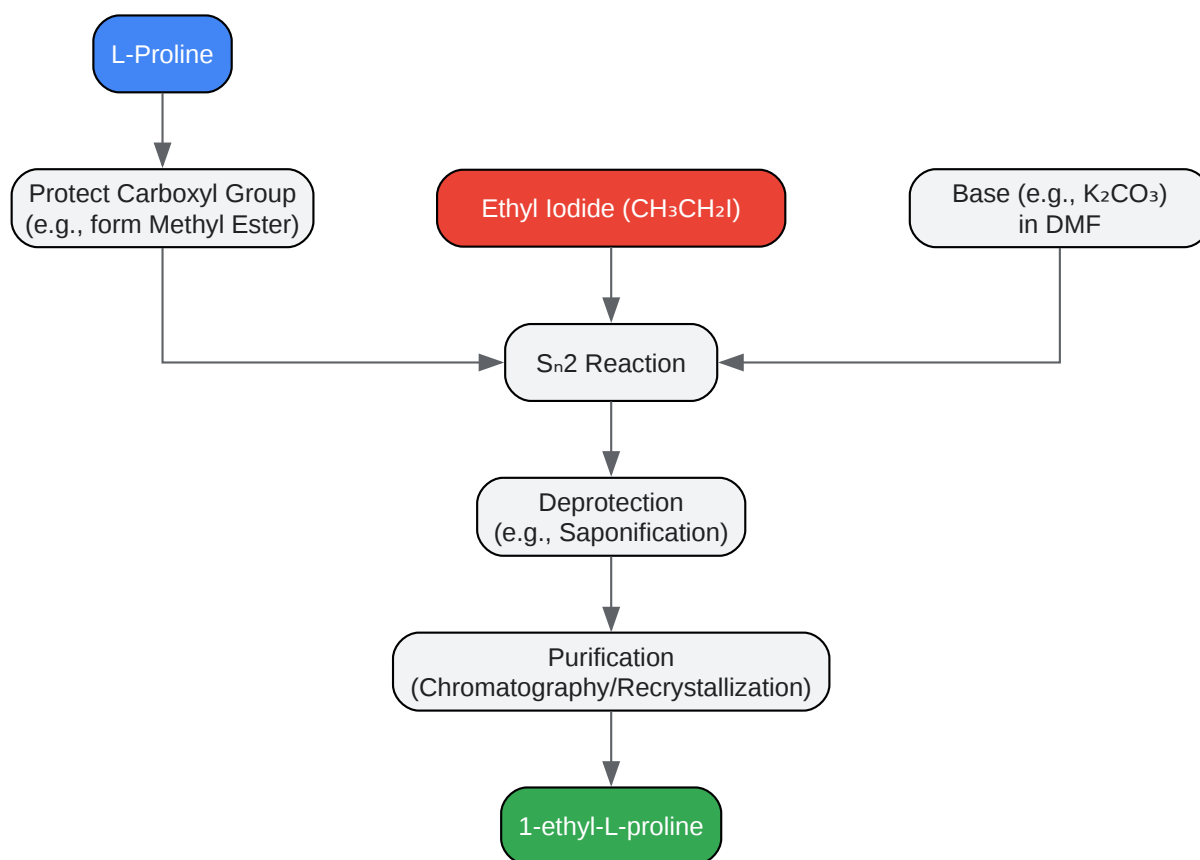 L-Proline
Protect Carboxyl Group
(e.g., form Methyl Ester)
Ethyl Iodide (CH₃CH₂I)
Base (e.g., K₂CO₃)
in DMF
Sₙ2 Reaction
Deprotection
(e.g., Saponification)
Purification
(Chromatography/Recrystallization)
1-ethyl-L-proline